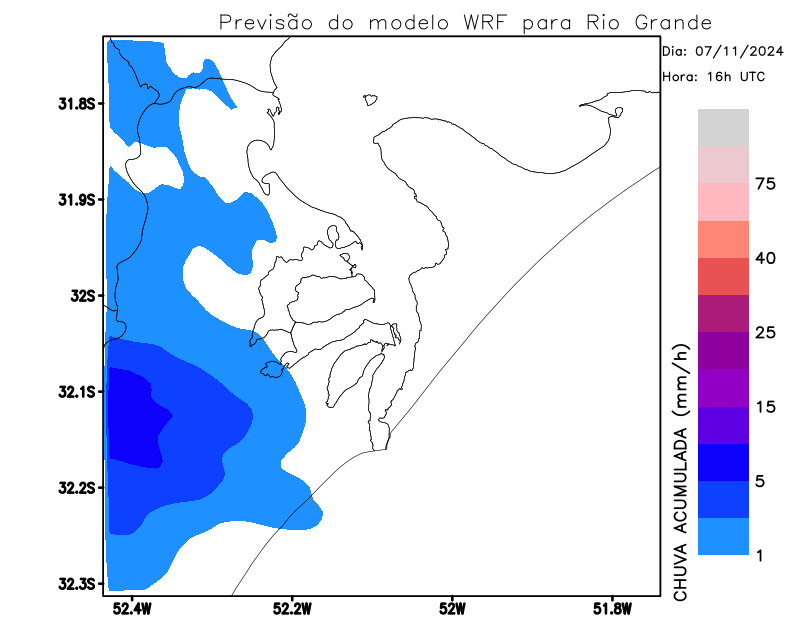 Previsão do modelo WRF para Rio Grande
Dia: 07/11/2024
Hora: 16h UTC
31.8S
31.9S
32S
32.1S
32.2S
32.3S
52.4W
52.2W
52W
51.8W
75
40
25
15
5
1
CHUVA ACUMULADA (mm/h)